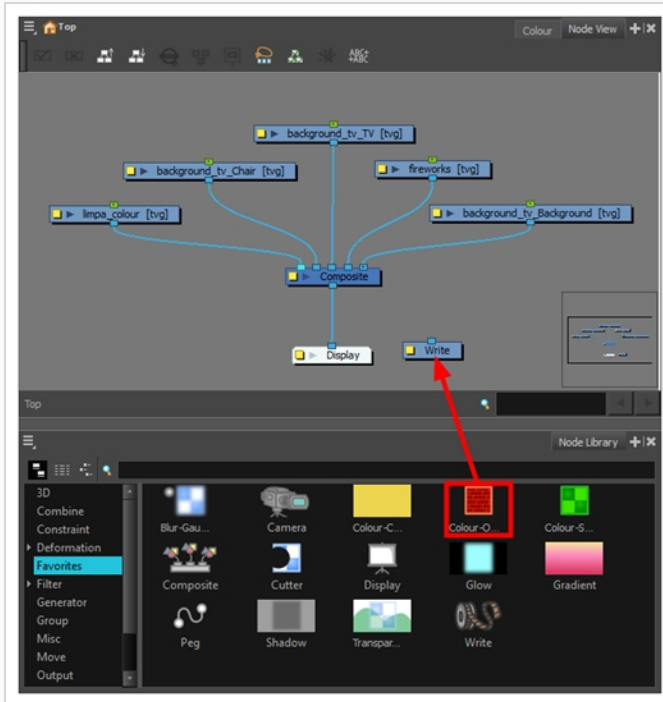 Top
Colour Node View
ABC+
+ABC
background_tv_TV [tvg]
background_tv_Chair [tvg]
fireworks [tvg]
limpa_colour [tvg]
background_tv_Background [tvg]
Composite
Display
Write
Top
Node Library
3D
Combine
Constraint
Deformation
Favorites
Filter
Generator
Group
Misc
Move
Output
Blur-Gau... Camera Colour-C... Colour-O... Colour-S...
Composite Cutter Display Glow Gradient
Peg Shadow Transpar... Write